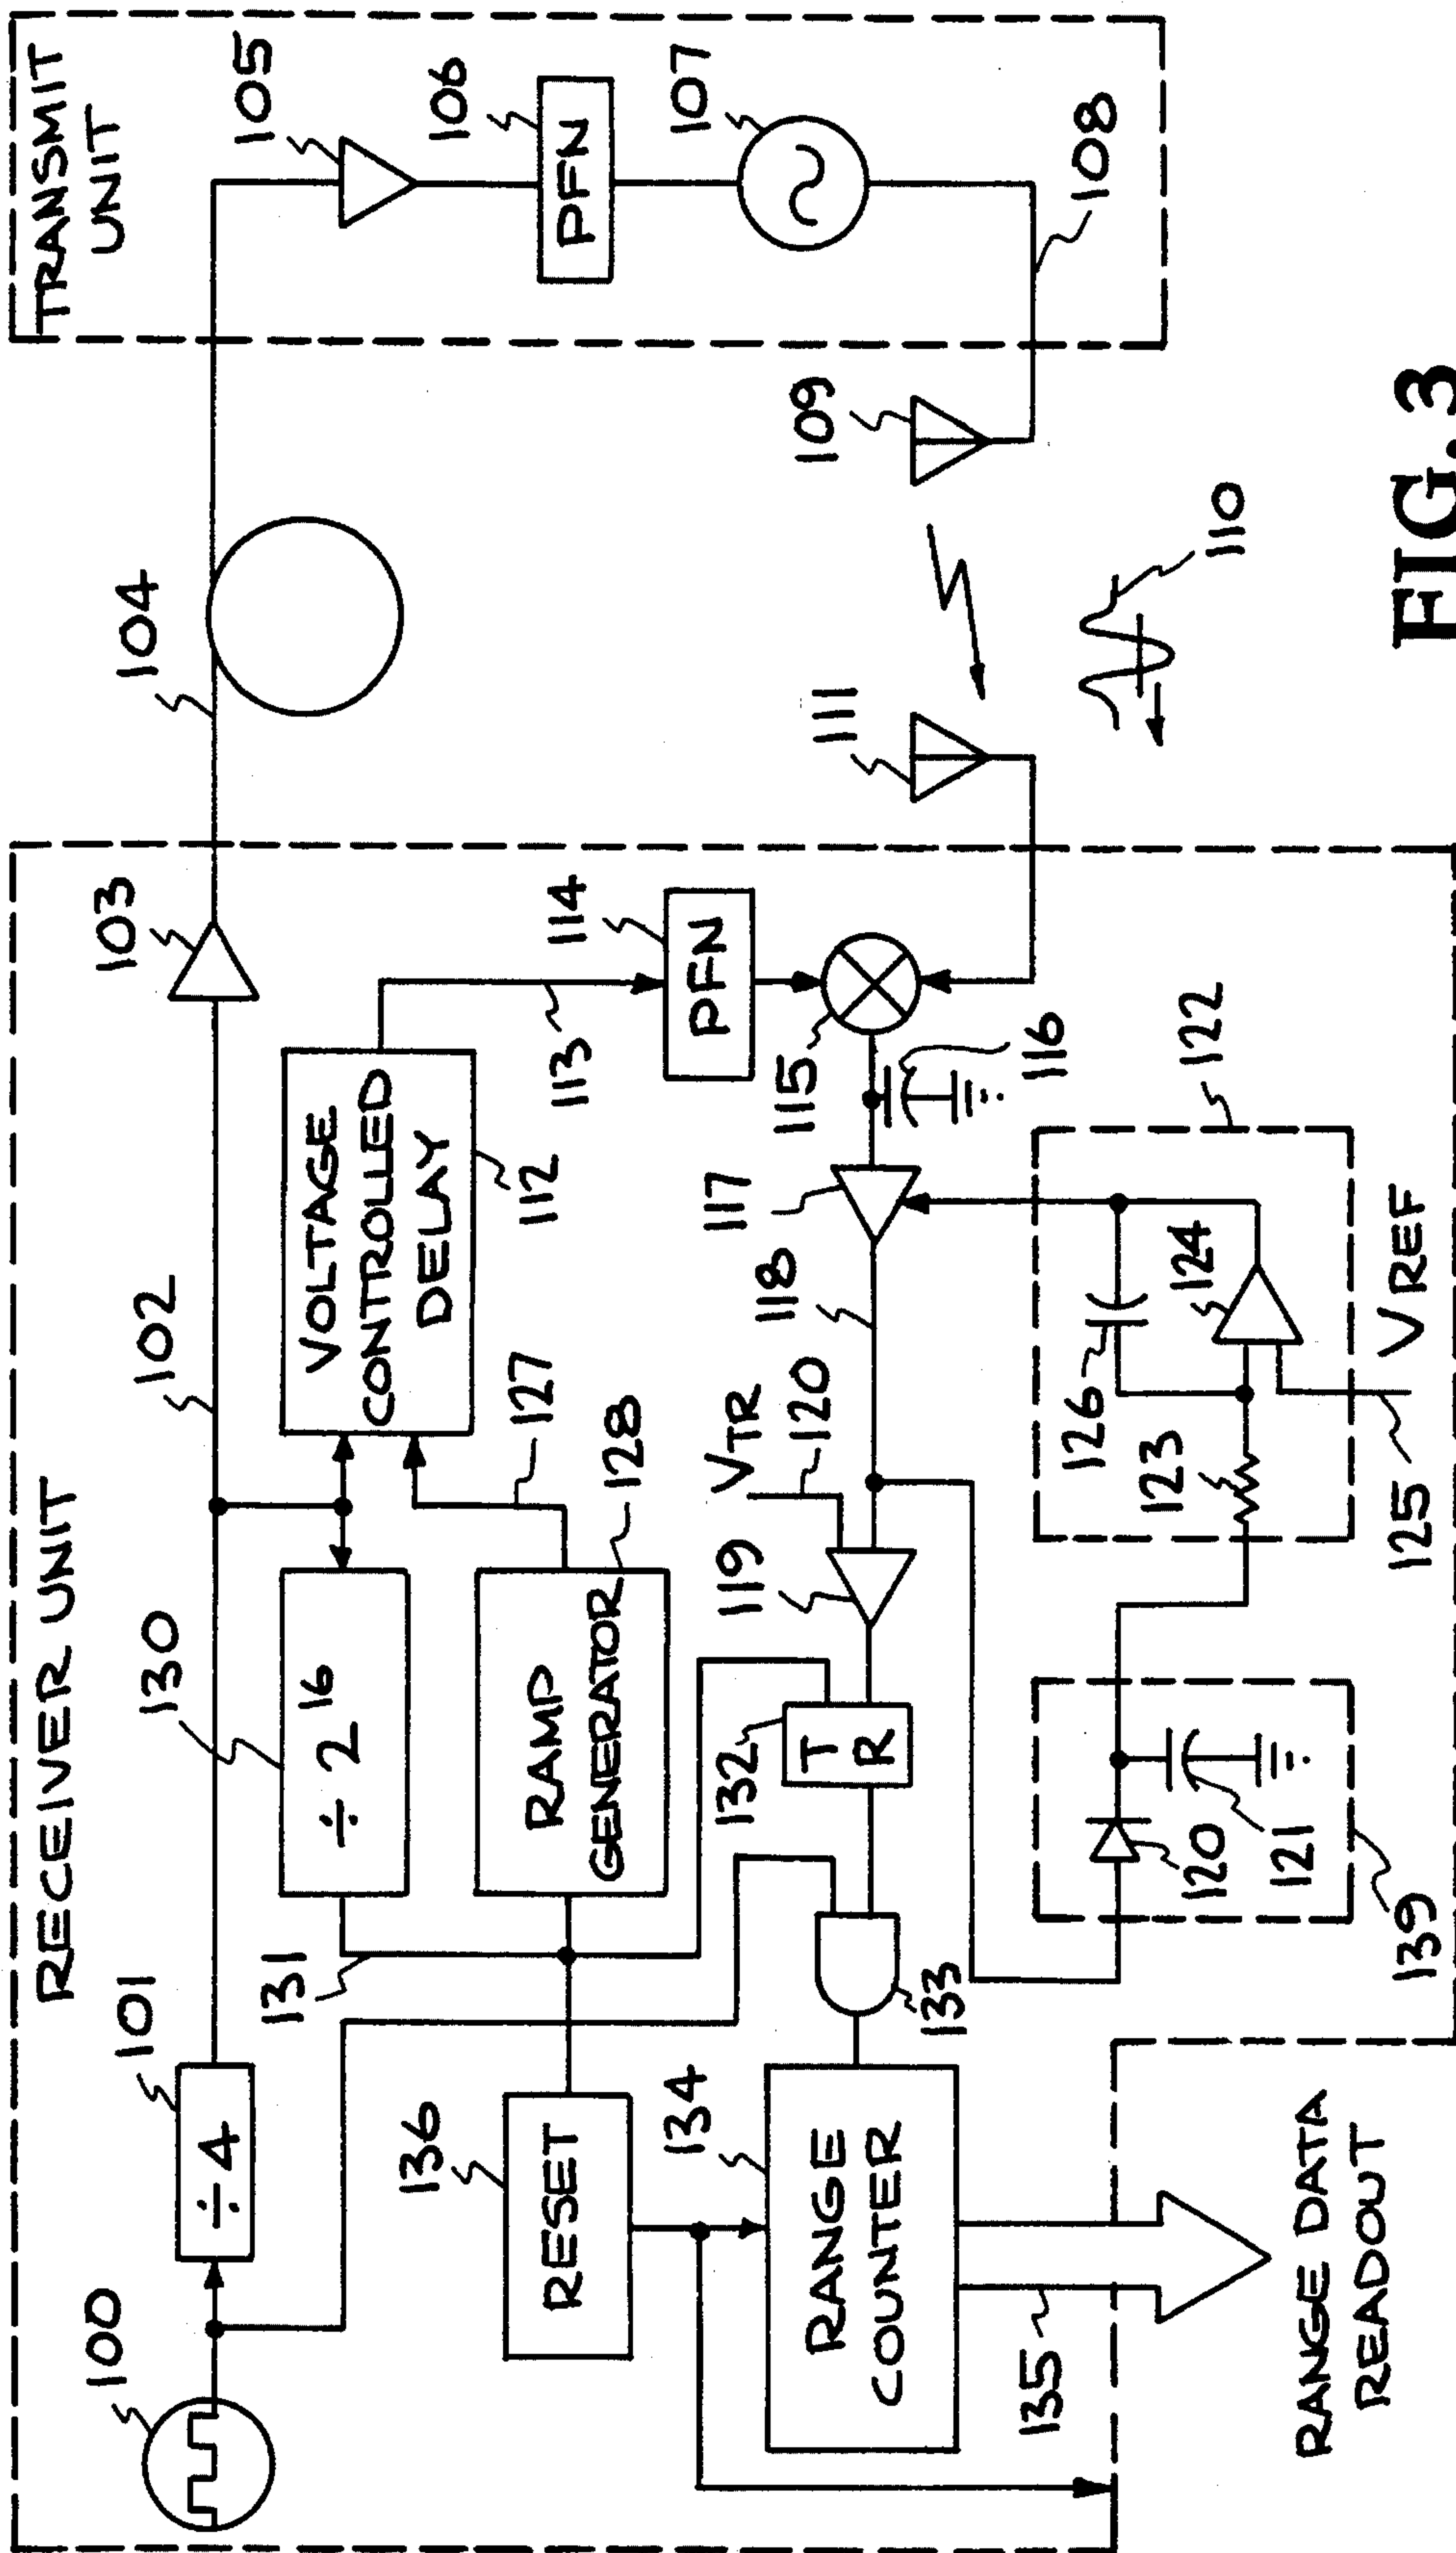 RECEIVER UNIT
100
101
÷ 4
102
103
104
TRANSMIT
UNIT
105
106
PFN
107
108
109
110
111
130
÷ 2¹⁶
131
VOLTAGE
CONTROLLED
DELAY
112
113
114
PFN
115
116
127
128
RAMP
GENERATOR
136
RESET
117
118
119
VTR
120
132
T
R
133
134
RANGE
COUNTER
135
RANGE DATA
READOUT
139
120
121
122
123
124
125
126
VREF
FIG. 3